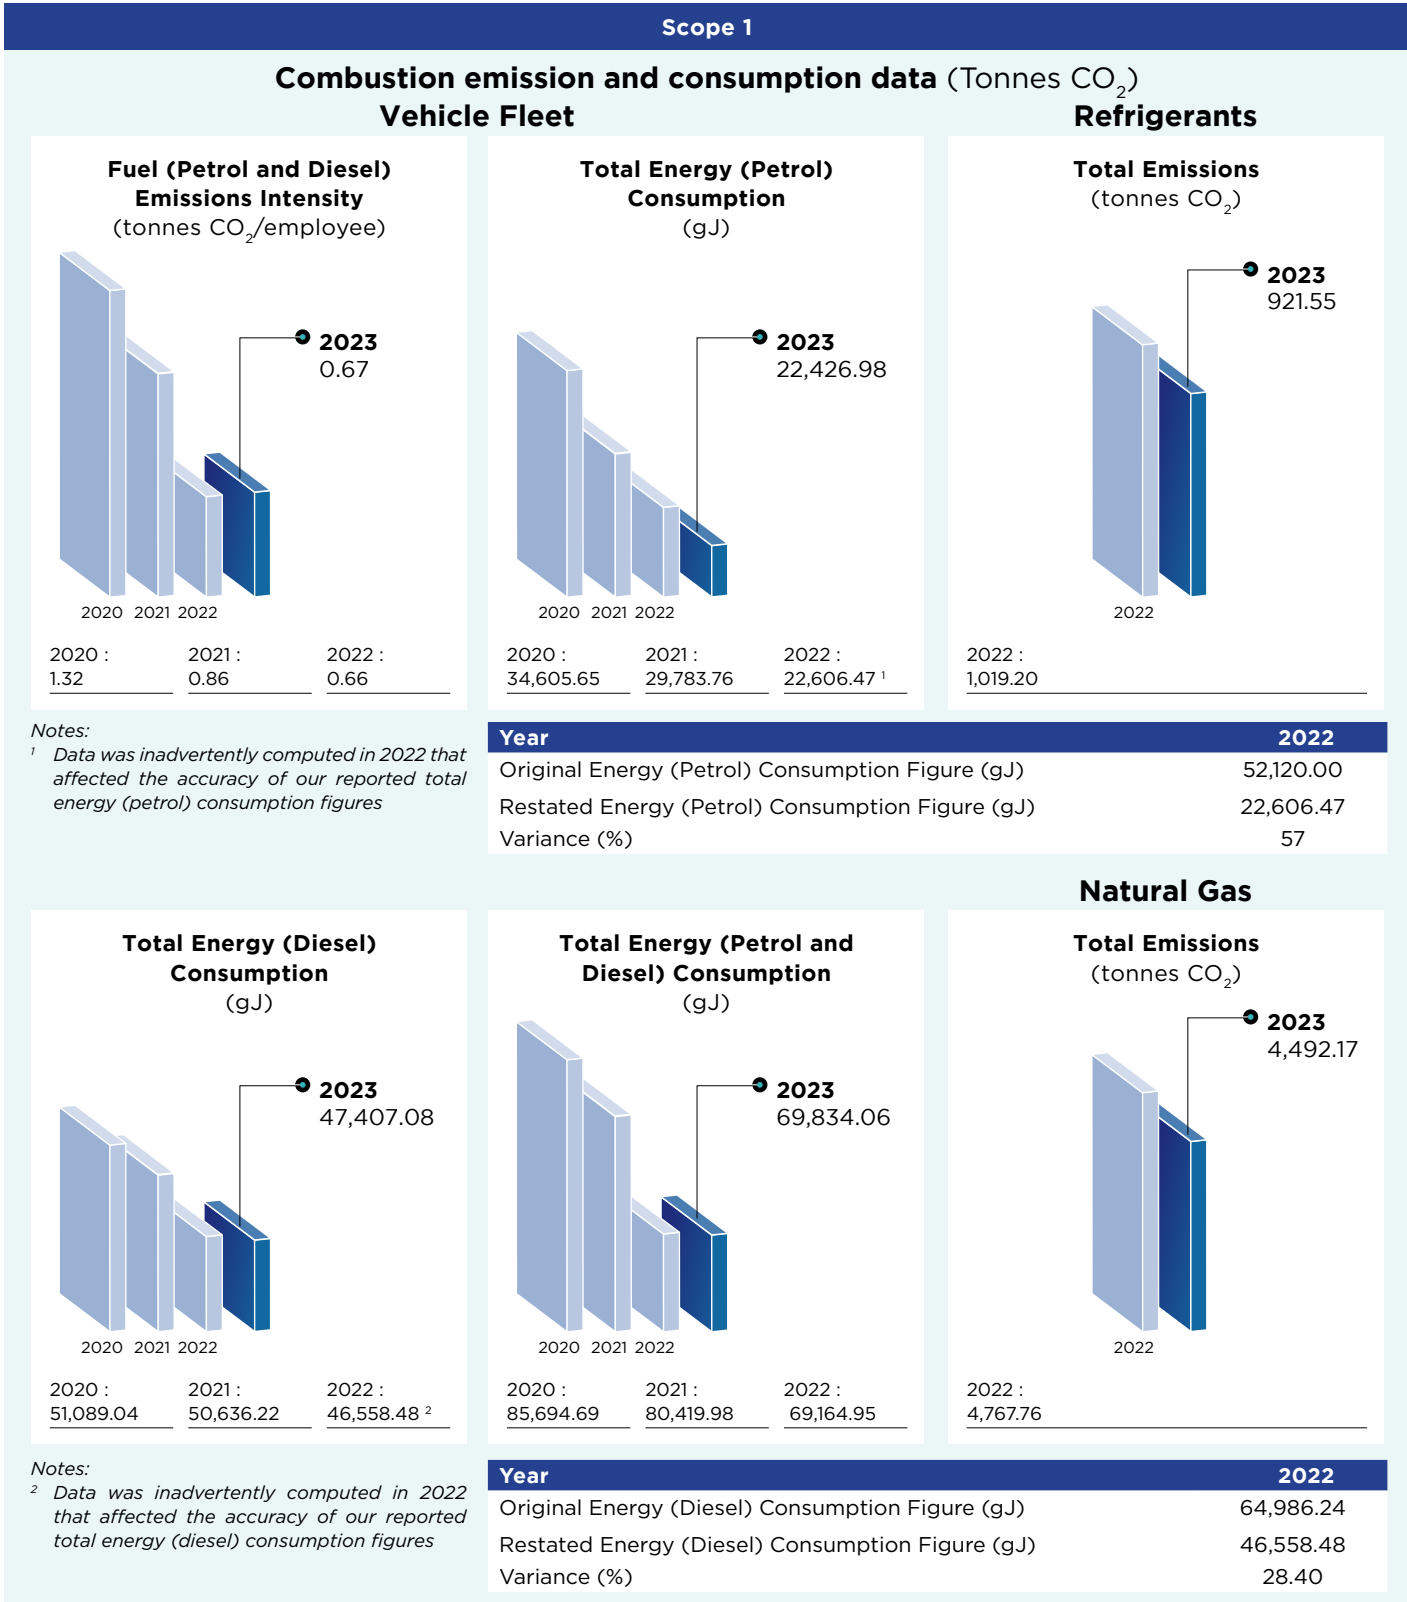 Scope 1
Combustion emission and consumption data (Tonnes CO₂)
Vehicle Fleet
Refrigerants
Fuel (Petrol and Diesel)
Emissions Intensity
(tonnes CO₂/employee)
2023
0.67
2020 2021 2022
2020 :
1.32
2021 :
0.86
2022 :
0.66
Total Energy (Petrol)
Consumption
(gJ)
2023
22,426.98
2020 2021 2022
2020 :
34,605.65
2021 :
29,783.76
2022 :
22,606.47 ¹
Total Emissions
(tonnes CO₂)
2023
921.55
2022
2022 :
1,019.20
Notes:
¹ Data was inadvertently computed in 2022 that
affected the accuracy of our reported total
energy (petrol) consumption figures
Year 2022
Original Energy (Petrol) Consumption Figure (gJ) 52,120.00
Restated Energy (Petrol) Consumption Figure (gJ) 22,606.47
Variance (%) 57
Natural Gas
Total Energy (Diesel)
Consumption
(gJ)
2023
47,407.08
2020 2021 2022
2020 :
51,089.04
2021 :
50,636.22
2022 :
46,558.48 ²
Total Energy (Petrol and
Diesel) Consumption
(gJ)
2023
69,834.06
2020 2021 2022
2020 :
85,694.69
2021 :
80,419.98
2022 :
69,164.95
Total Emissions
(tonnes CO₂)
2023
4,492.17
2022
2022 :
4,767.76
Notes:
² Data was inadvertently computed in 2022
that affected the accuracy of our reported
total energy (diesel) consumption figures
Year 2022
Original Energy (Diesel) Consumption Figure (gJ) 64,986.24
Restated Energy (Diesel) Consumption Figure (gJ) 46,558.48
Variance (%) 28.40